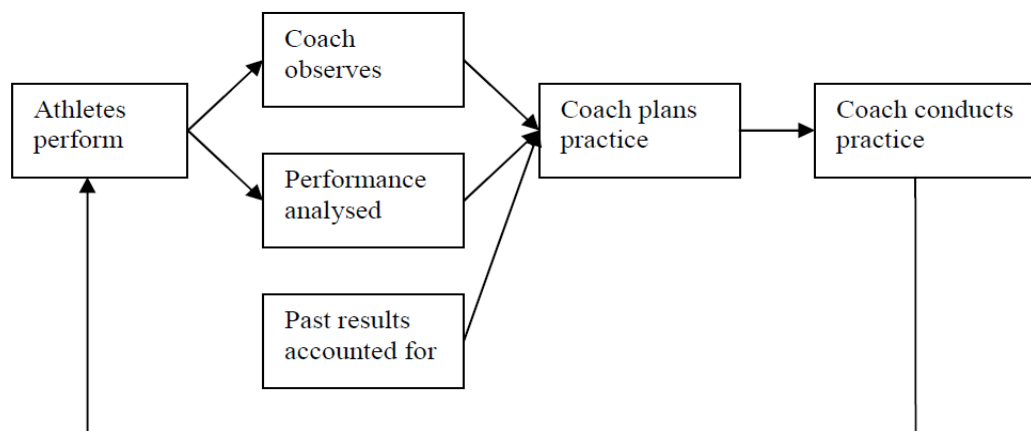 Coach
observes
Athletes
perform
Coach plans
practice
Coach conducts
practice
Performance
analysed
Past results
accounted for